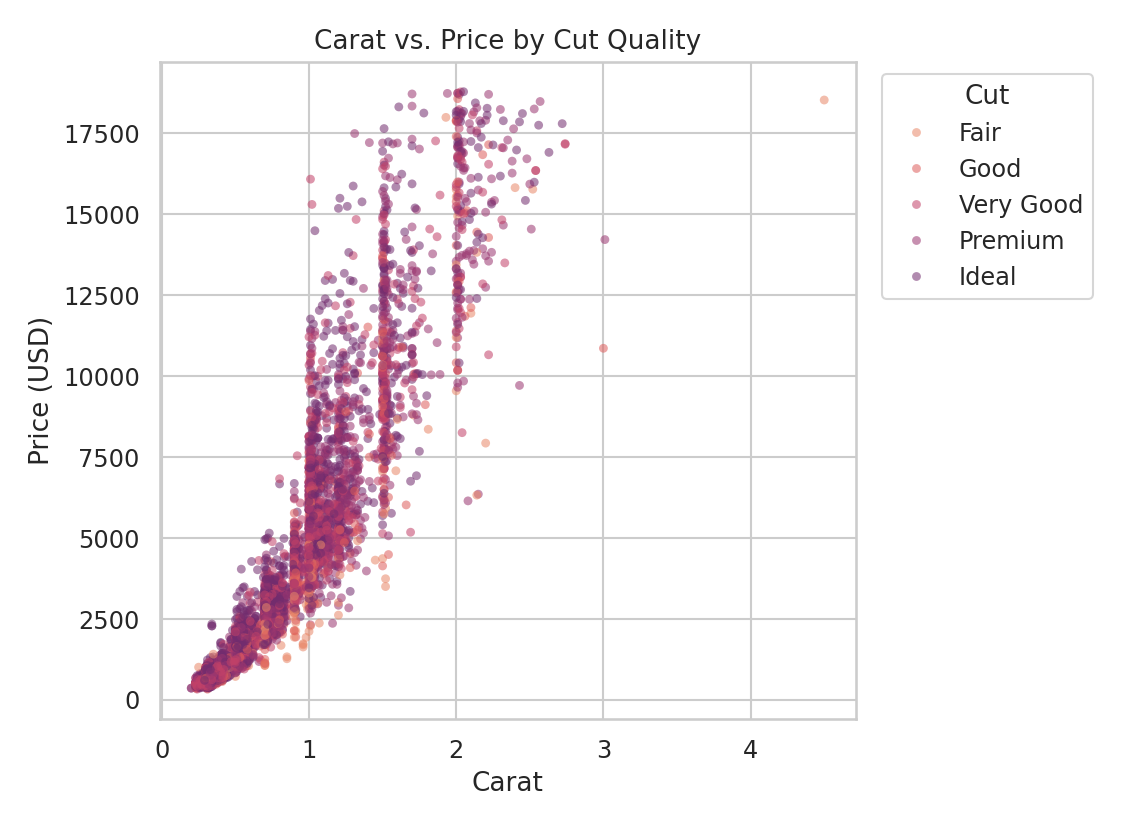 Carat vs. Price by Cut Quality
Price (USD)
17500
15000
12500
10000
7500
5000
2500
0
0 1 2 3 4
Carat
Cut
Fair
Good
Very Good
Premium
Ideal